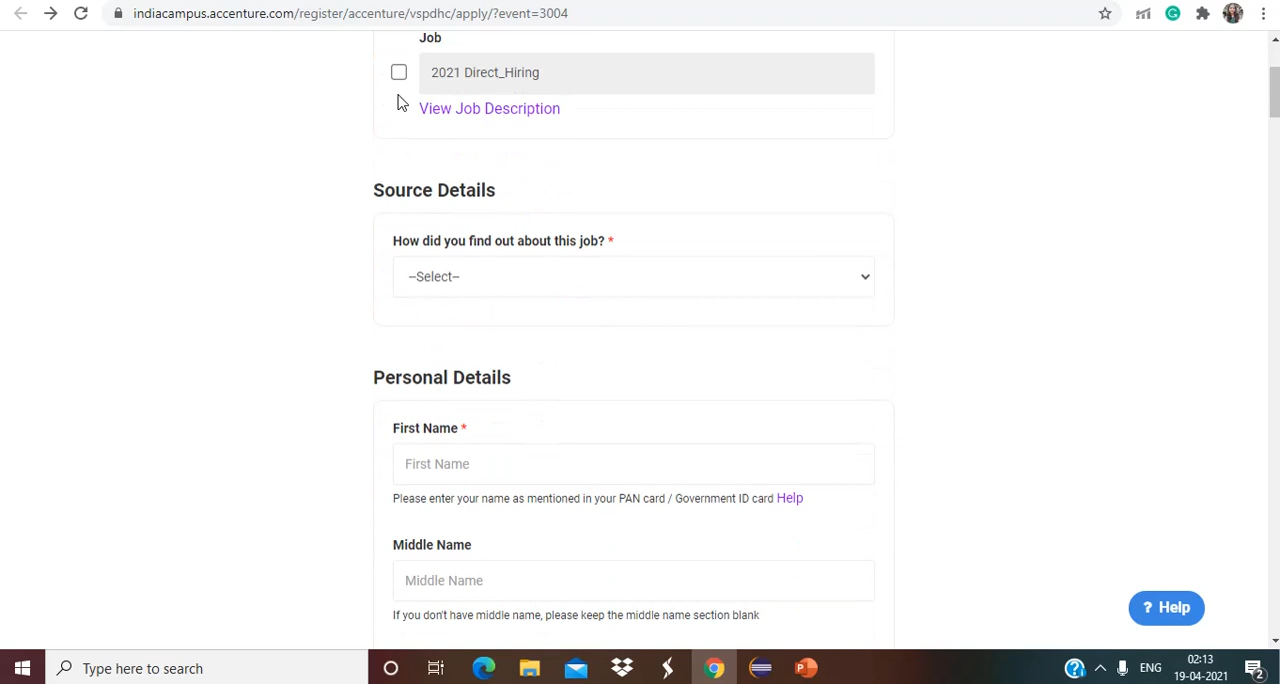 indiacampus.accenture.com/register/accenture/vspdhc/apply/?event=3004
Job
2021 Direct_Hiring
View Job Description
Source Details
How did you find out about this job? *
--Select--
Personal Details
First Name *
First Name
Please enter your name as mentioned in your PAN card / Government ID card Help
Middle Name
Middle Name
If you don't have middle name, please keep the middle name section blank
? Help
Type here to search
ENG
02:13
19-04-2021
2